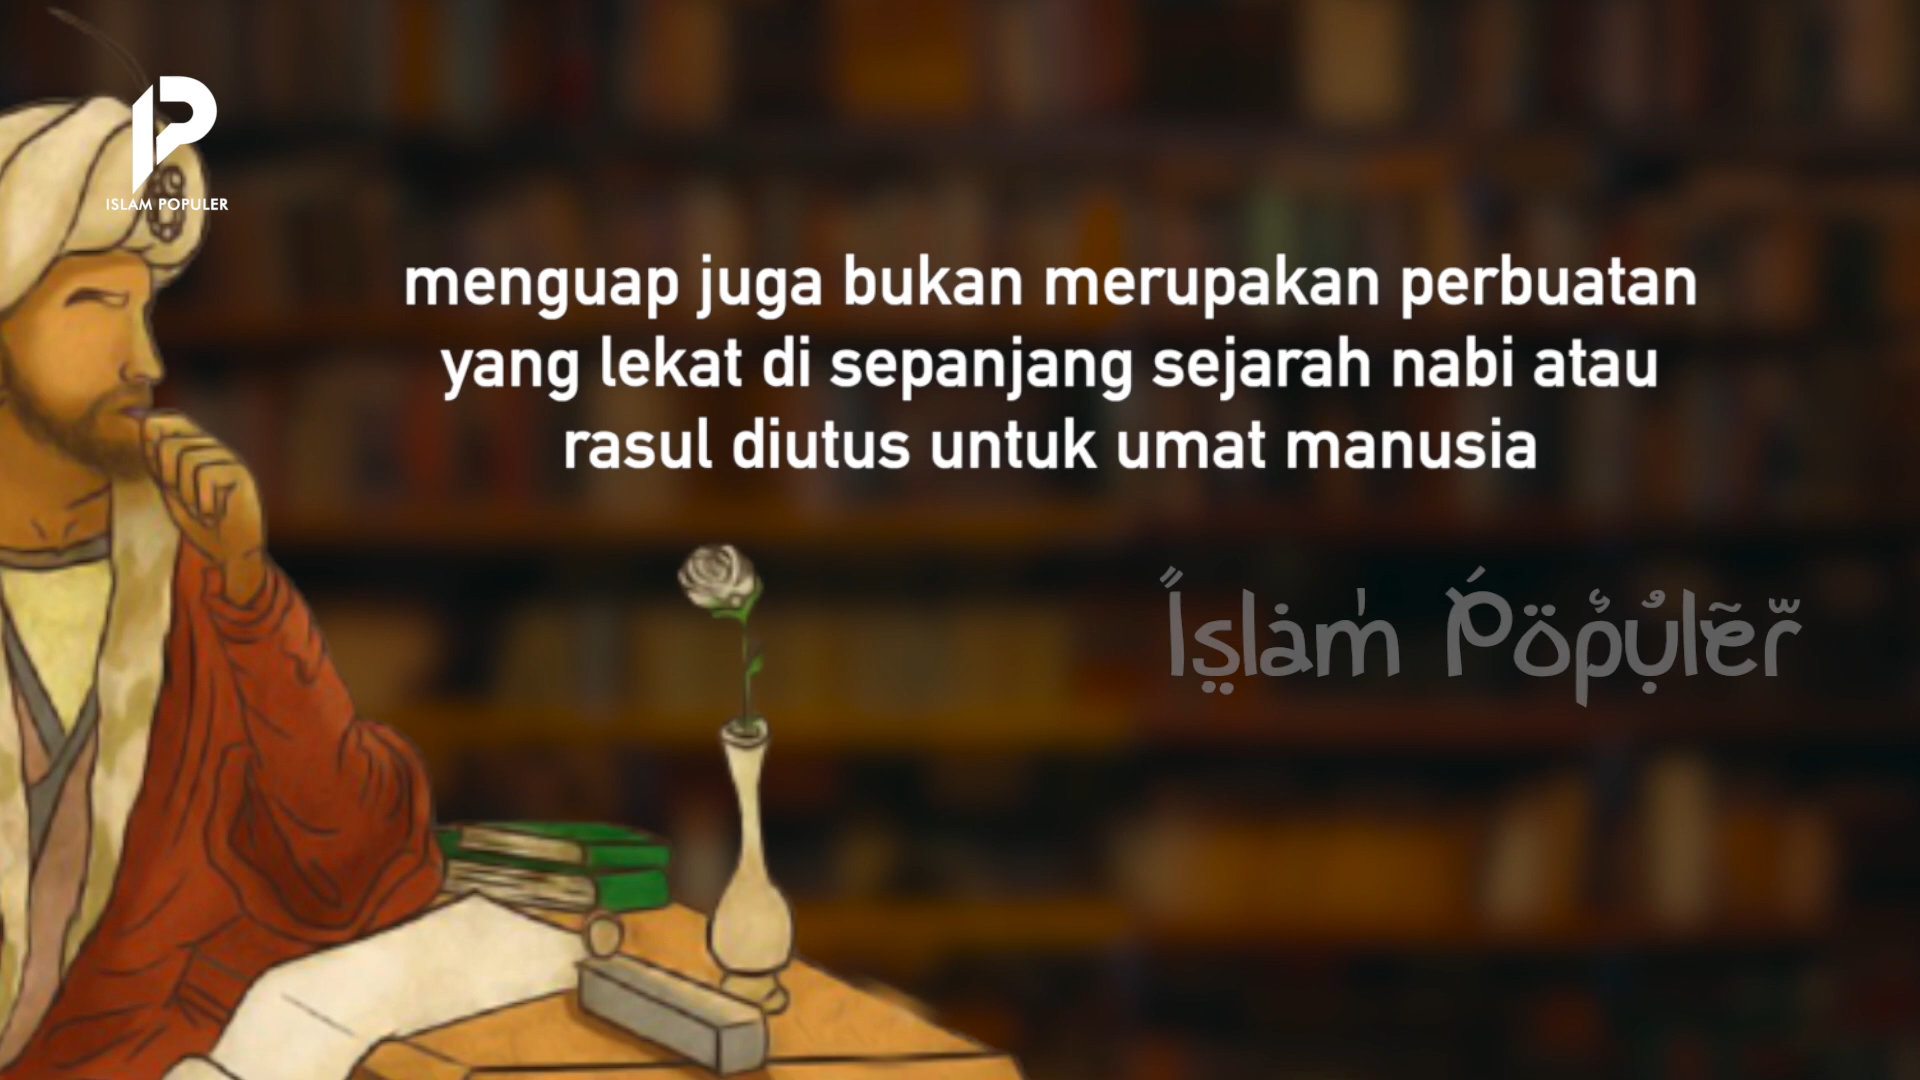 ISLAM POPULER
menguap juga bukan merupakan perbuatan
yang lekat di sepanjang sejarah nabi atau
rasul diutus untuk umat manusia
Islam Populer